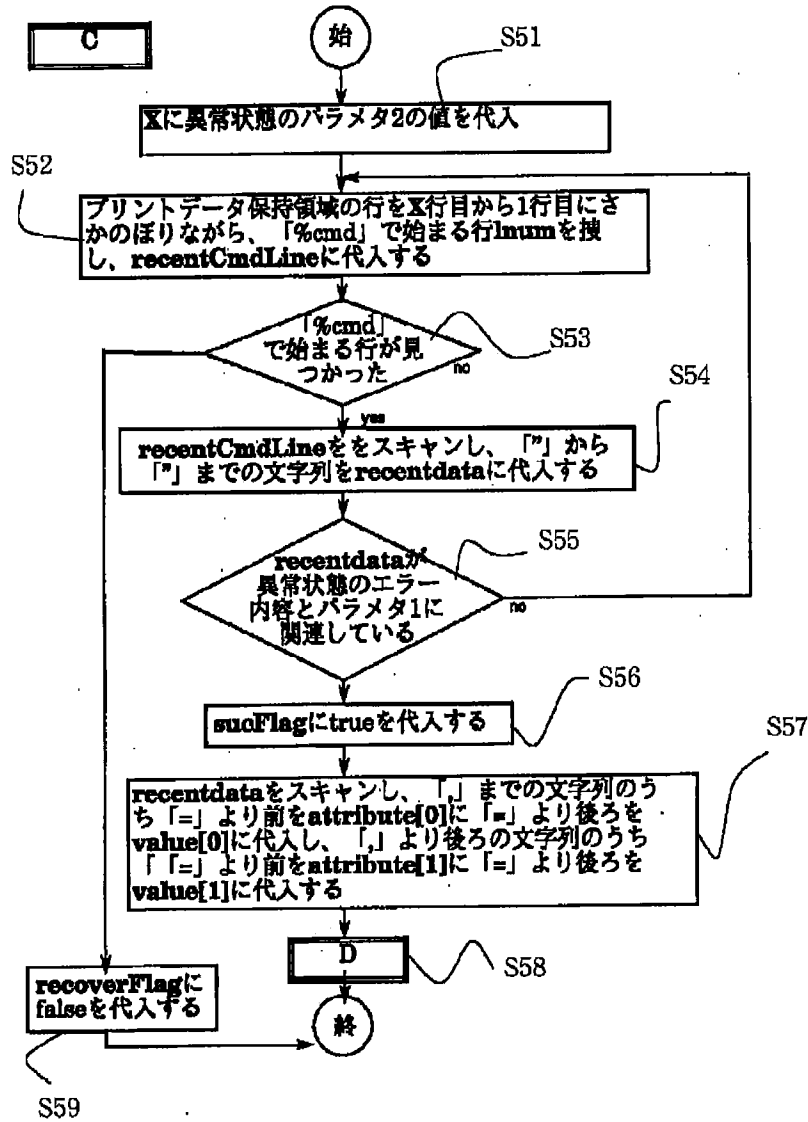 C
始
S51
Xに異常状態のパラメタ2の値を代入
S52
プリントデータ保持領域の行をX行目から1行目にさ
かのぼりながら、「%cmd」で始まる行lnumを捜
し、recentCmdLineに代入する
「%cmd」
で始まる行が見
つかった
S53
no
yes
S54
recentCmdLineををスキャンし、「”」から
「”」までの文字列をrecentdataに代入する
recentdataが
異常状態のエラー
内容とパラメタ1に
関連している
S55
no
S56
sucFlagにtrueを代入する
S57
recentdataをスキャンし、「,」までの文字列のう
ち「=」より前をattribute[0]に「=」より後ろを
value[0]に代入し、「,」より後ろの文字列のうち
「「=」より前をattribute[1]に「=」より後ろを
value[1]に代入する
D
S58
recoverFlagに
falseを代入する
終
S59